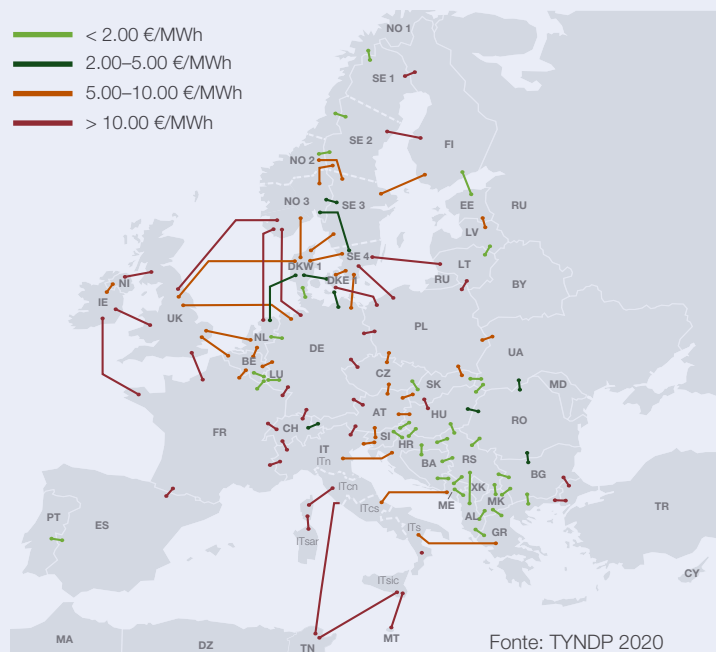 < 2.00 €/MWh
2.00–5.00 €/MWh
5.00–10.00 €/MWh
> 10.00 €/MWh
NO 1
SE 1
SE 2
FI
NO 2
NO 3
SE 3
EE
RU
LV
SE 4
LT
DKW 1
DKE 1
RU
BY
NI
IE
UK
NL
DE
PL
BE
LU
UA
CZ
SK
MD
FR
CH
AT
HU
RO
SI
HR
IT
ITn
BA
RS
BG
ITcn
XK
ME
MK
ITcs
AL
PT
ES
ITsar
ITs
GR
TR
ITsic
CY
MA
DZ
TN
MT
Fonte: TYNDP 2020